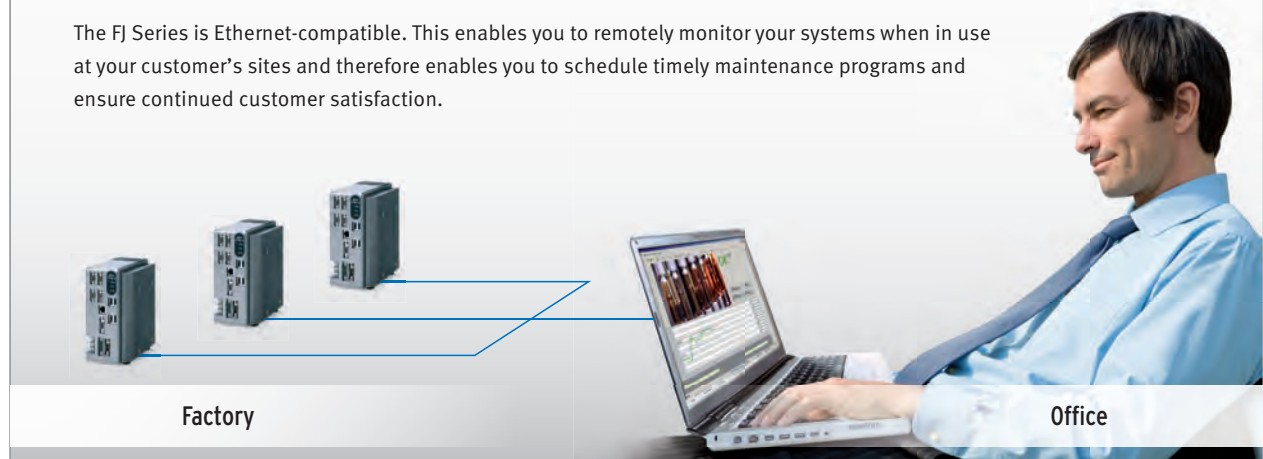 The FJ Series is Ethernet-compatible. This enables you to remotely monitor your systems when in use
at your customer’s sites and therefore enables you to schedule timely maintenance programs and
ensure continued customer satisfaction.
Factory
Office